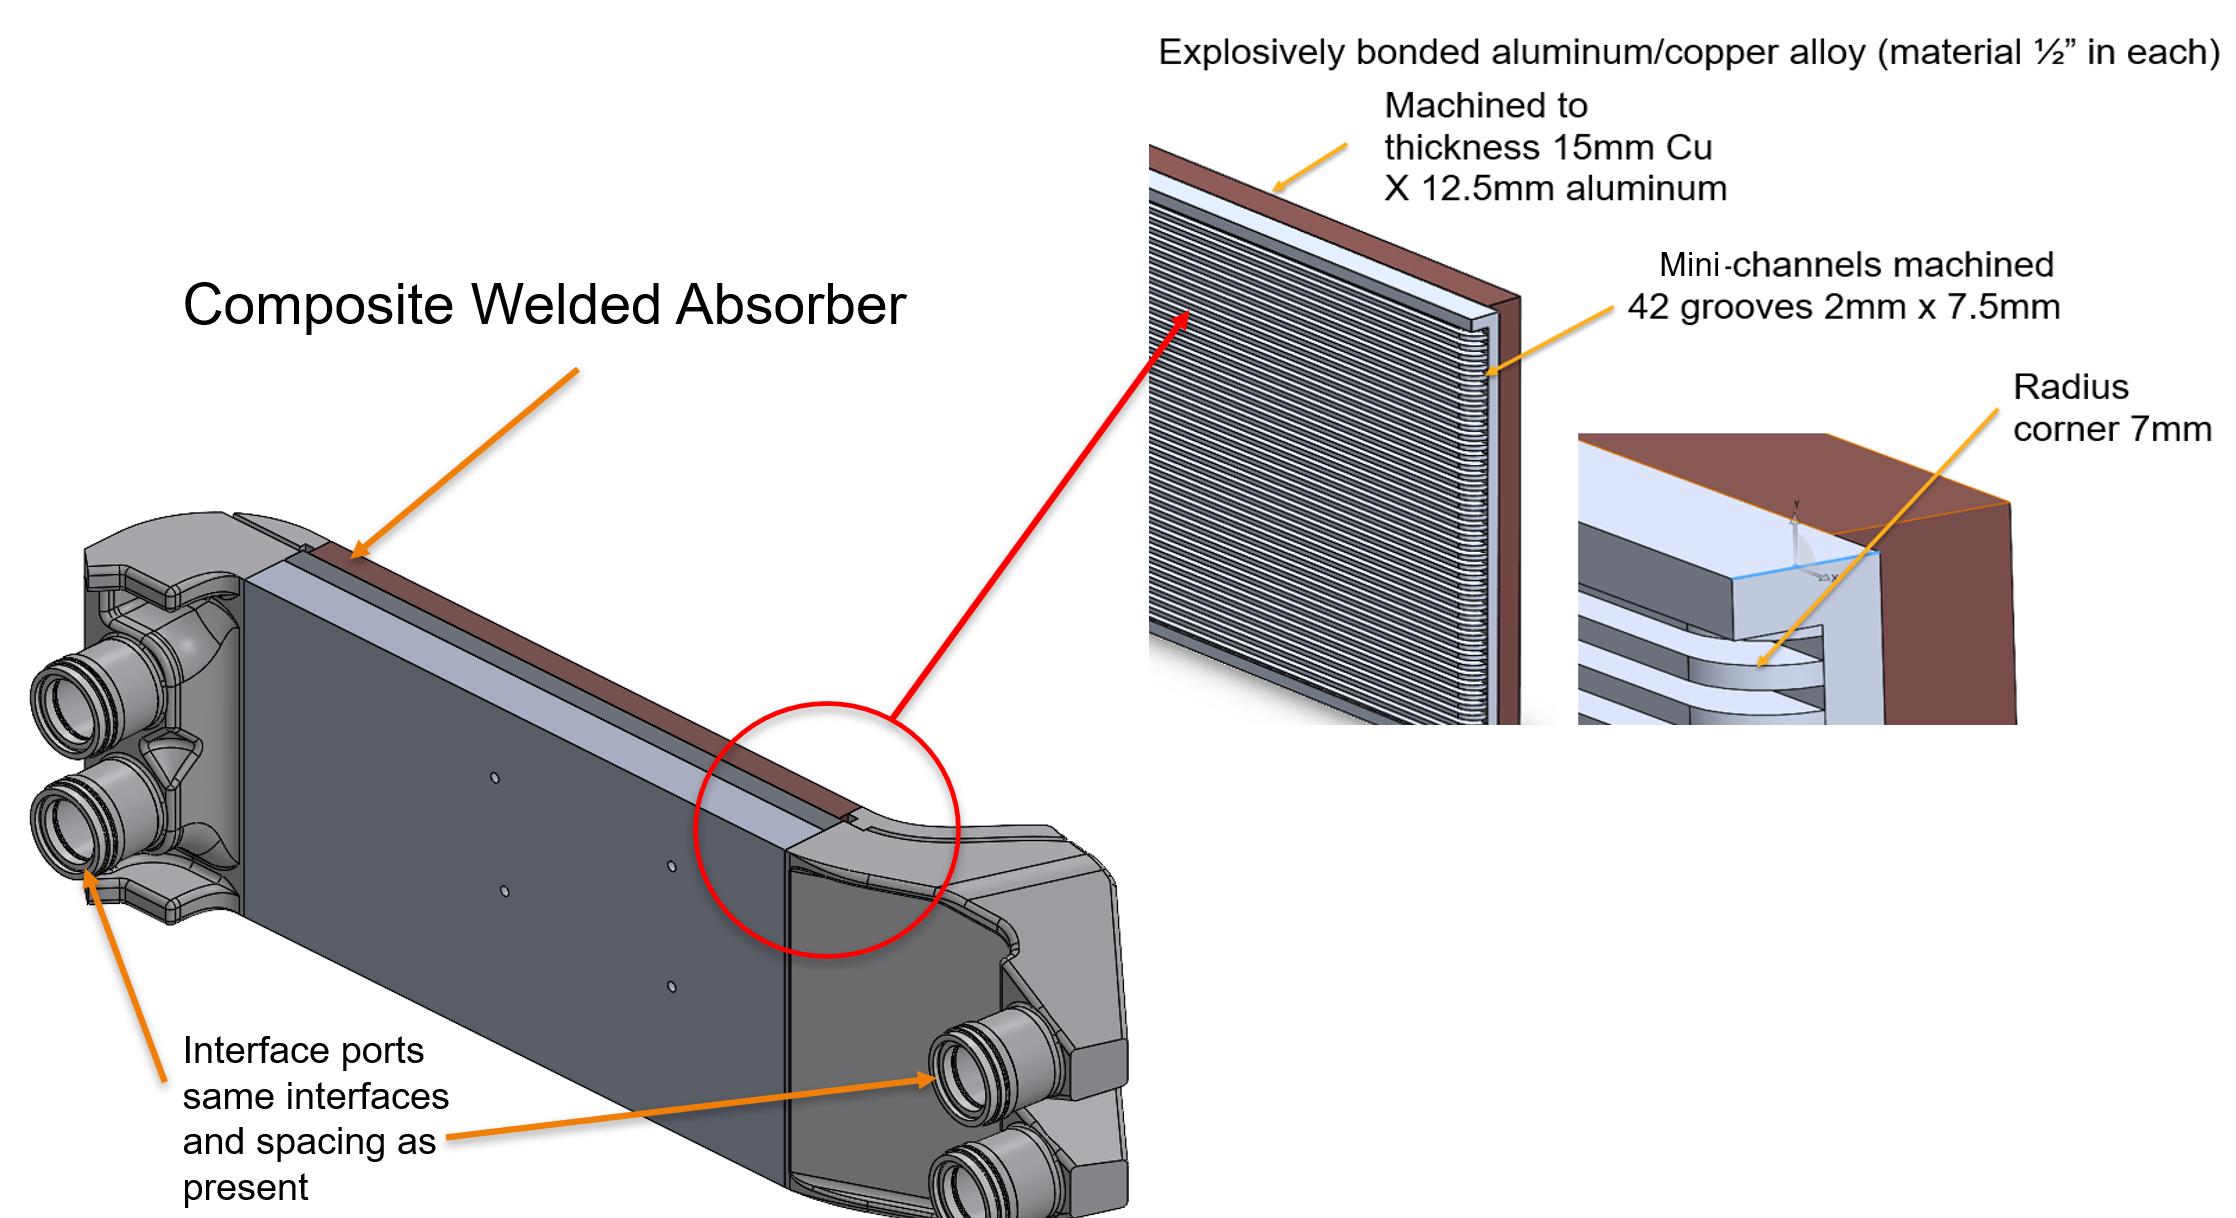 Explosively bonded aluminum/copper alloy (material ½” in each)
Machined to
thickness 15mm Cu
X 12.5mm aluminum
Mini-channels machined
42 grooves 2mm x 7.5mm
Radius
corner 7mm
Composite Welded Absorber
Interface ports
same interfaces
and spacing as
present
Y
X